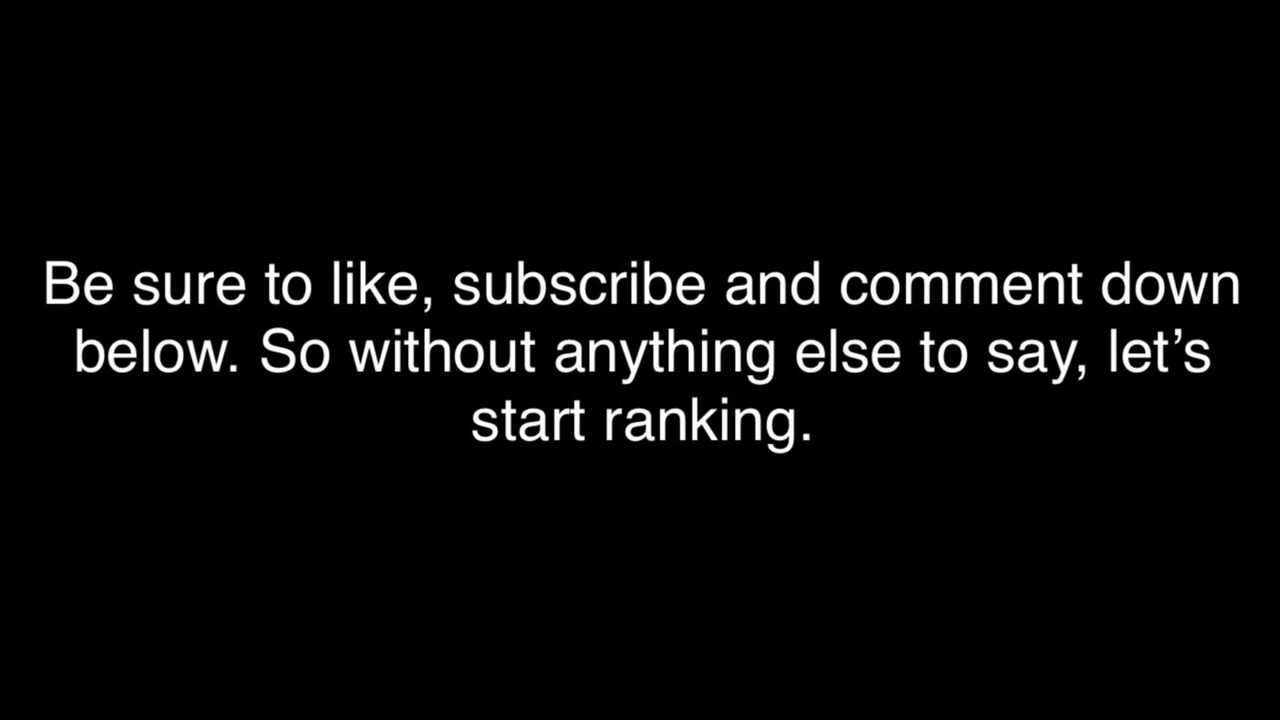 Be sure to like, subscribe and comment down
below. So without anything else to say, let’s
start ranking.